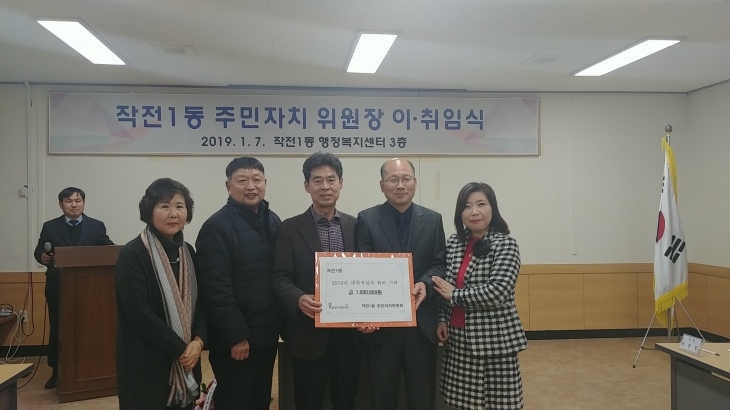 작전1동 주민자치 위원장 이·취임식
2019. 1. 7. 작전1동 행정복지센터 3층
작전1동
금 1,000,000원
작전1동 주민자치위원회